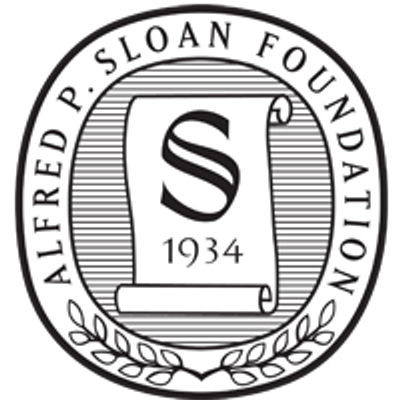 ALFRED P. SLOAN FOUNDATION
S
1934